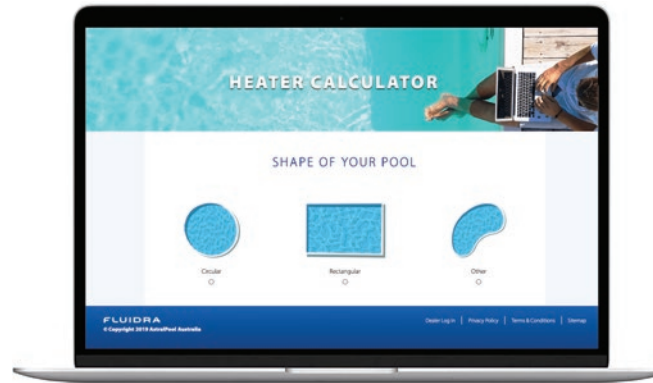 HEATER CALCULATOR
SHAPE OF YOUR POOL
Circular
Rectangular
Other
FLUIDRA
© Copyright 2019 AstralPool Australia
Dealer Log In | Privacy Policy | Terms & Conditions | Sitemap